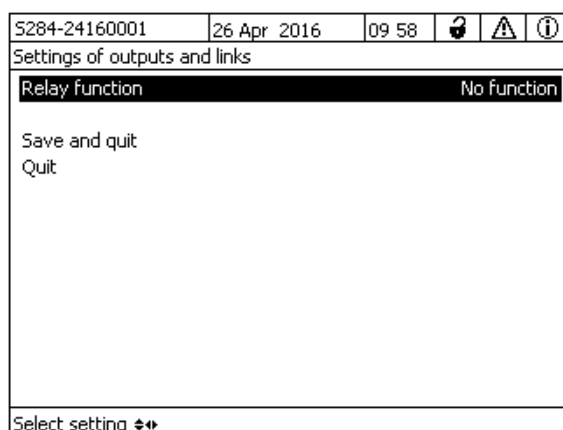 S284-24160001 26 Apr 2016 09 58
Settings of outputs and links
Relay function No function
Save and quit
Quit
Select setting